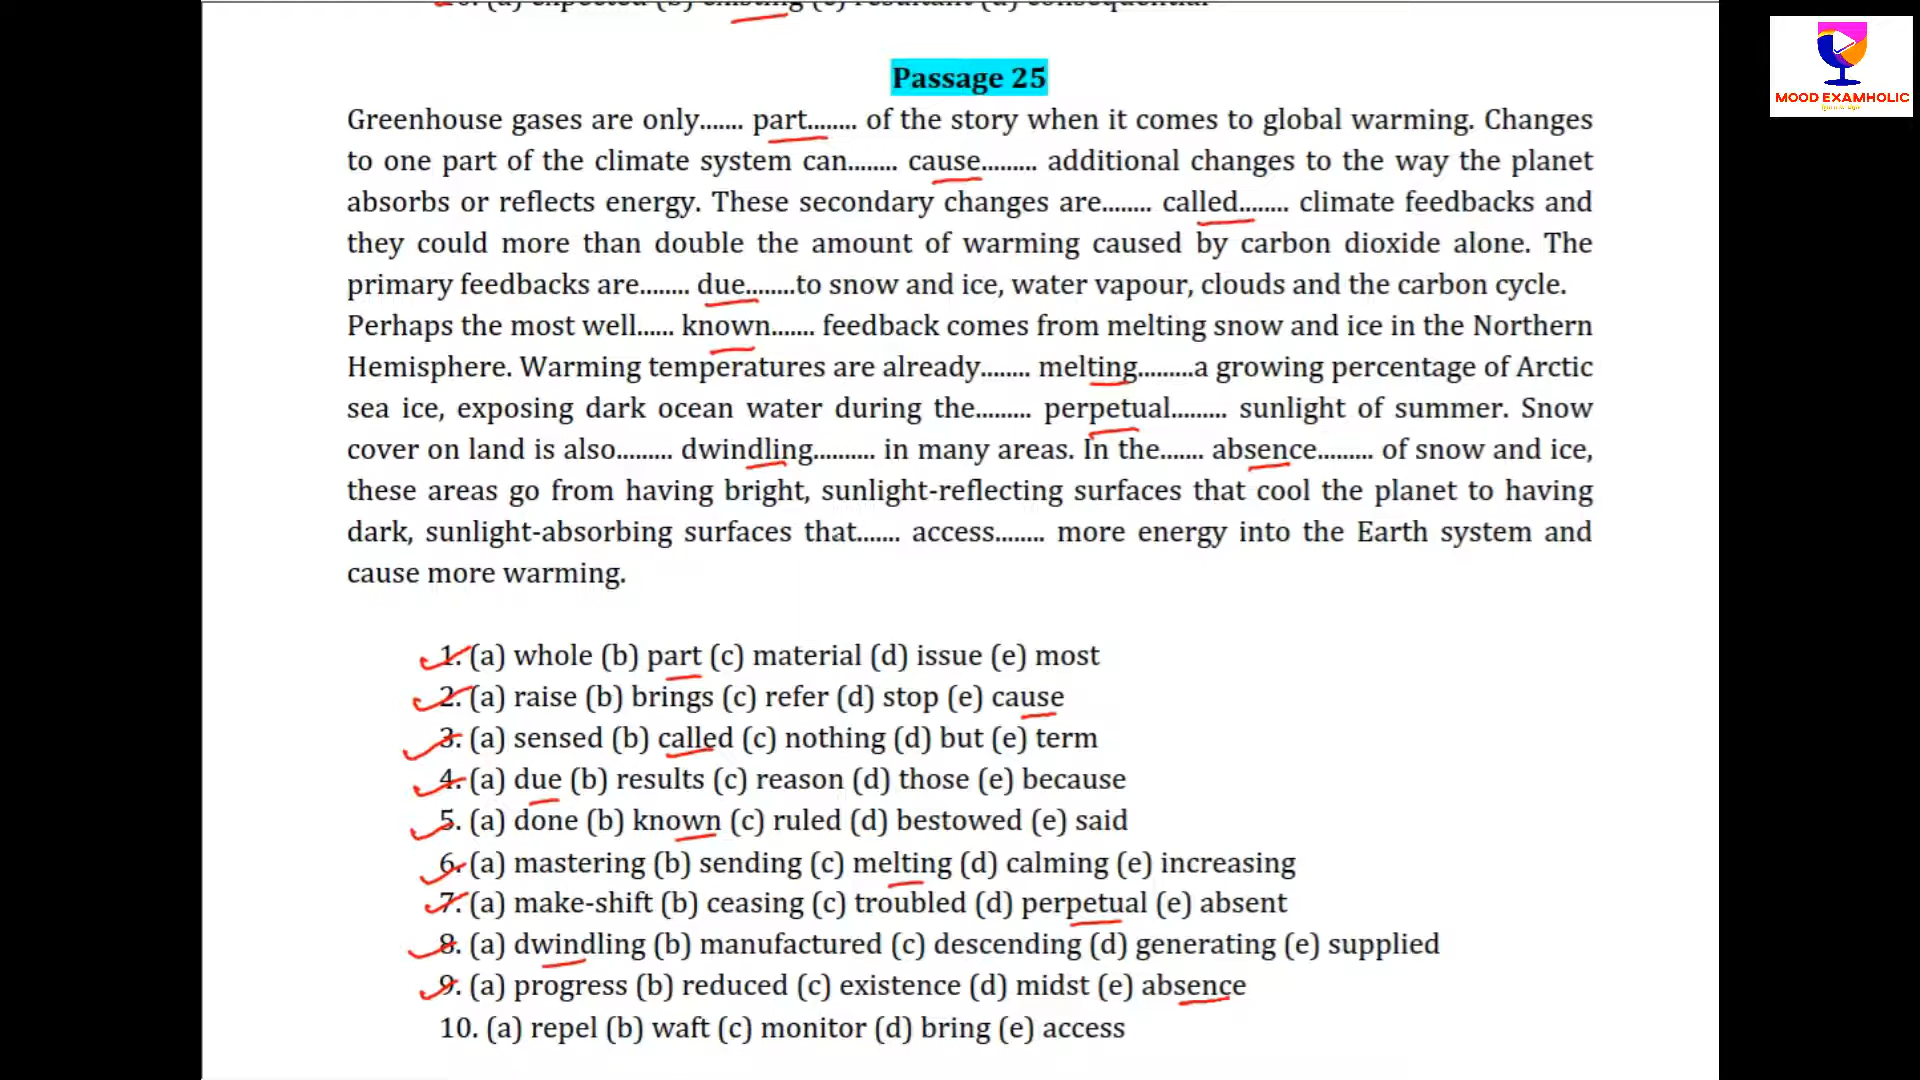 10. (a) expected (b) existing (c) resultant (d) consequential
MOOD EXAMHOLIC
Passage 25
Greenhouse gases are only....... part........ of the story when it comes to global warming. Changes
to one part of the climate system can........ cause......... additional changes to the way the planet
absorbs or reflects energy. These secondary changes are........ called........ climate feedbacks and
they could more than double the amount of warming caused by carbon dioxide alone. The
primary feedbacks are........ due........to snow and ice, water vapour, clouds and the carbon cycle.
Perhaps the most well...... known....... feedback comes from melting snow and ice in the Northern
Hemisphere. Warming temperatures are already........ melting.........a growing percentage of Arctic
sea ice, exposing dark ocean water during the......... perpetual......... sunlight of summer. Snow
cover on land is also......... dwindling.......... in many areas. In the....... absence......... of snow and ice,
these areas go from having bright, sunlight-reflecting surfaces that cool the planet to having
dark, sunlight-absorbing surfaces that....... access........ more energy into the Earth system and
cause more warming.
1. (a) whole (b) part (c) material (d) issue (e) most
2. (a) raise (b) brings (c) refer (d) stop (e) cause
3. (a) sensed (b) called (c) nothing (d) but (e) term
4. (a) due (b) results (c) reason (d) those (e) because
5. (a) done (b) known (c) ruled (d) bestowed (e) said
6. (a) mastering (b) sending (c) melting (d) calming (e) increasing
7. (a) make-shift (b) ceasing (c) troubled (d) perpetual (e) absent
8. (a) dwindling (b) manufactured (c) descending (d) generating (e) supplied
9. (a) progress (b) reduced (c) existence (d) midst (e) absence
10. (a) repel (b) waft (c) monitor (d) bring (e) access